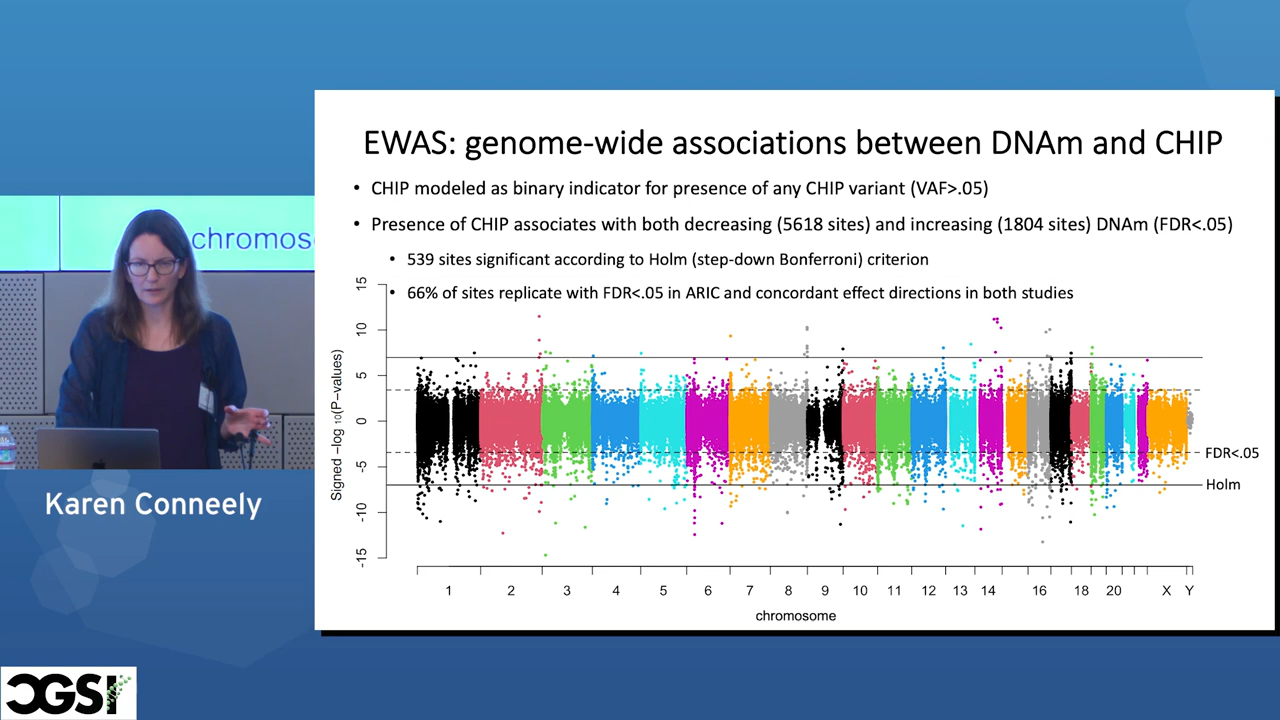 EWAS: genome-wide associations between DNAm and CHIP
• CHIP modeled as binary indicator for presence of any CHIP variant (VAF>.05)
• Presence of CHIP associates with both decreasing (5618 sites) and increasing (1804 sites) DNAm (FDR<.05)
• 539 sites significant according to Holm (step-down Bonferroni) criterion
• 66% of sites replicate with FDR<.05 in ARIC and concordant effect directions in both studies
Signed −log 10(P−values)
15
10
5
0
-5
-10
-15
FDR<.05
Holm
1 2 3 4 5 6 7 8 9 10 11 12 13 14 16 18 20 X Y
chromosome
chromos
Karen Conneely
CGSI